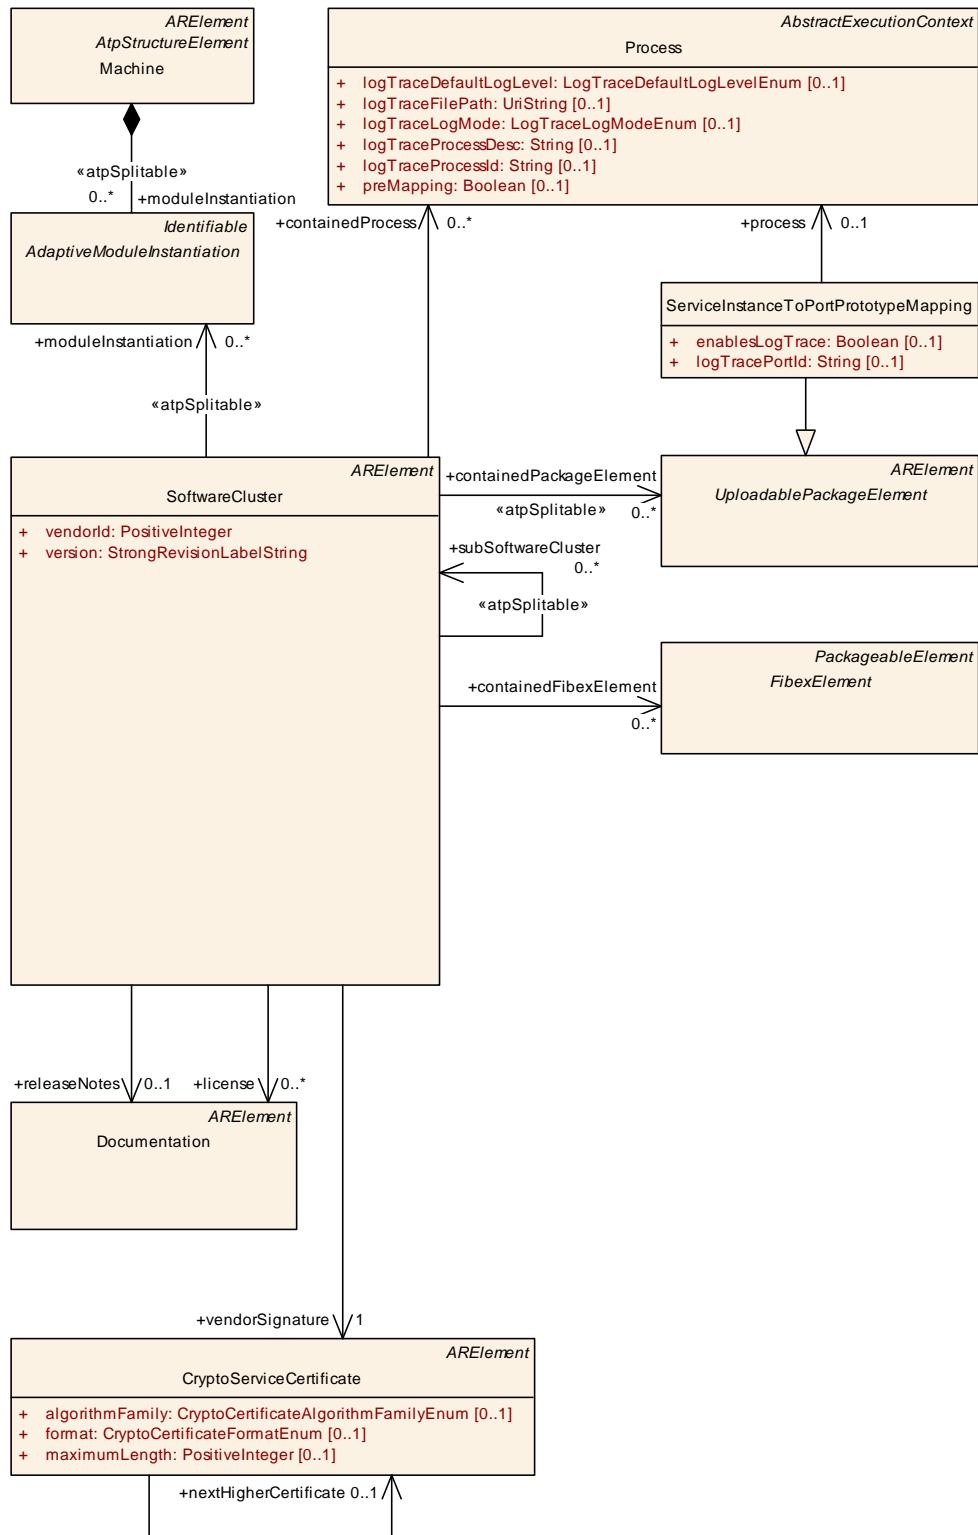 ARElement
AtpStructureElement
Machine
AbstractExecutionContext
Process
+ logTraceDefaultLogLevel: LogTraceDefaultLogLevelEnum [0..1]
+ logTraceFilePath: UriString [0..1]
+ logTraceLogMode: LogTraceLogModeEnum [0..1]
+ logTraceProcessDesc: String [0..1]
+ logTraceProcessId: String [0..1]
+ preMapping: Boolean [0..1]
«atpSplitable»
0..* +moduleInstantiation
Identifiable
AdaptiveModuleInstantiation
+containedProcess 0..*
+process 0..1
ServiceInstanceToPortPrototypeMapping
+ enablesLogTrace: Boolean [0..1]
+ logTracePortId: String [0..1]
+moduleInstantiation 0..*
«atpSplitable»
ARElement
SoftwareCluster
+ vendorId: PositiveInteger
+ version: StrongRevisionLabelString
+containedPackageElement
«atpSplitable» 0..*
ARElement
UploadablePackageElement
+subSoftwareCluster
0..*
«atpSplitable»
+containedFibexElement
0..*
PackageableElement
FibexElement
+releaseNotes 0..1
+license 0..*
ARElement
Documentation
+vendorSignature 1
ARElement
CryptoServiceCertificate
+ algorithmFamily: CryptoCertificateAlgorithmFamilyEnum [0..1]
+ format: CryptoCertificateFormatEnum [0..1]
+ maximumLength: PositiveInteger [0..1]
+nextHigherCertificate 0..1